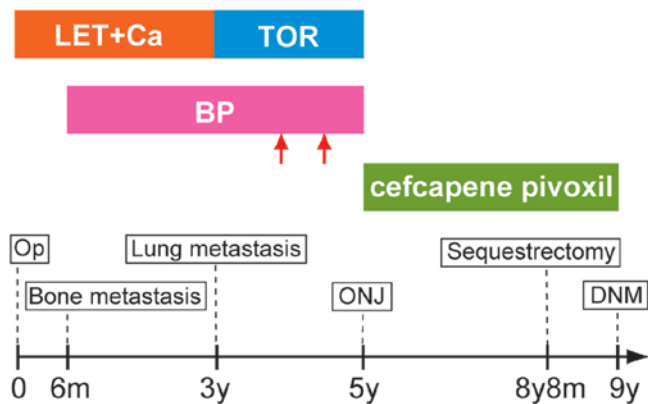 LET+Ca TOR
BP
cefcapene pivoxil
Op Lung metastasis Sequestrectomy
Bone metastasis ONJ DNM
0 6m 3y 5y 8y8m 9y